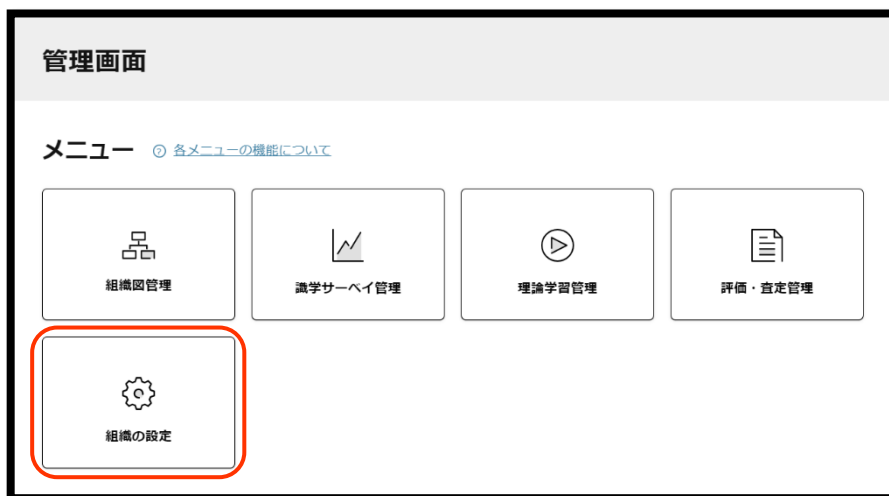 管理画面
メニュー ? 各メニューの機能について
組織図管理
識学サーベイ管理
理論学習管理
評価・査定管理
組織の設定